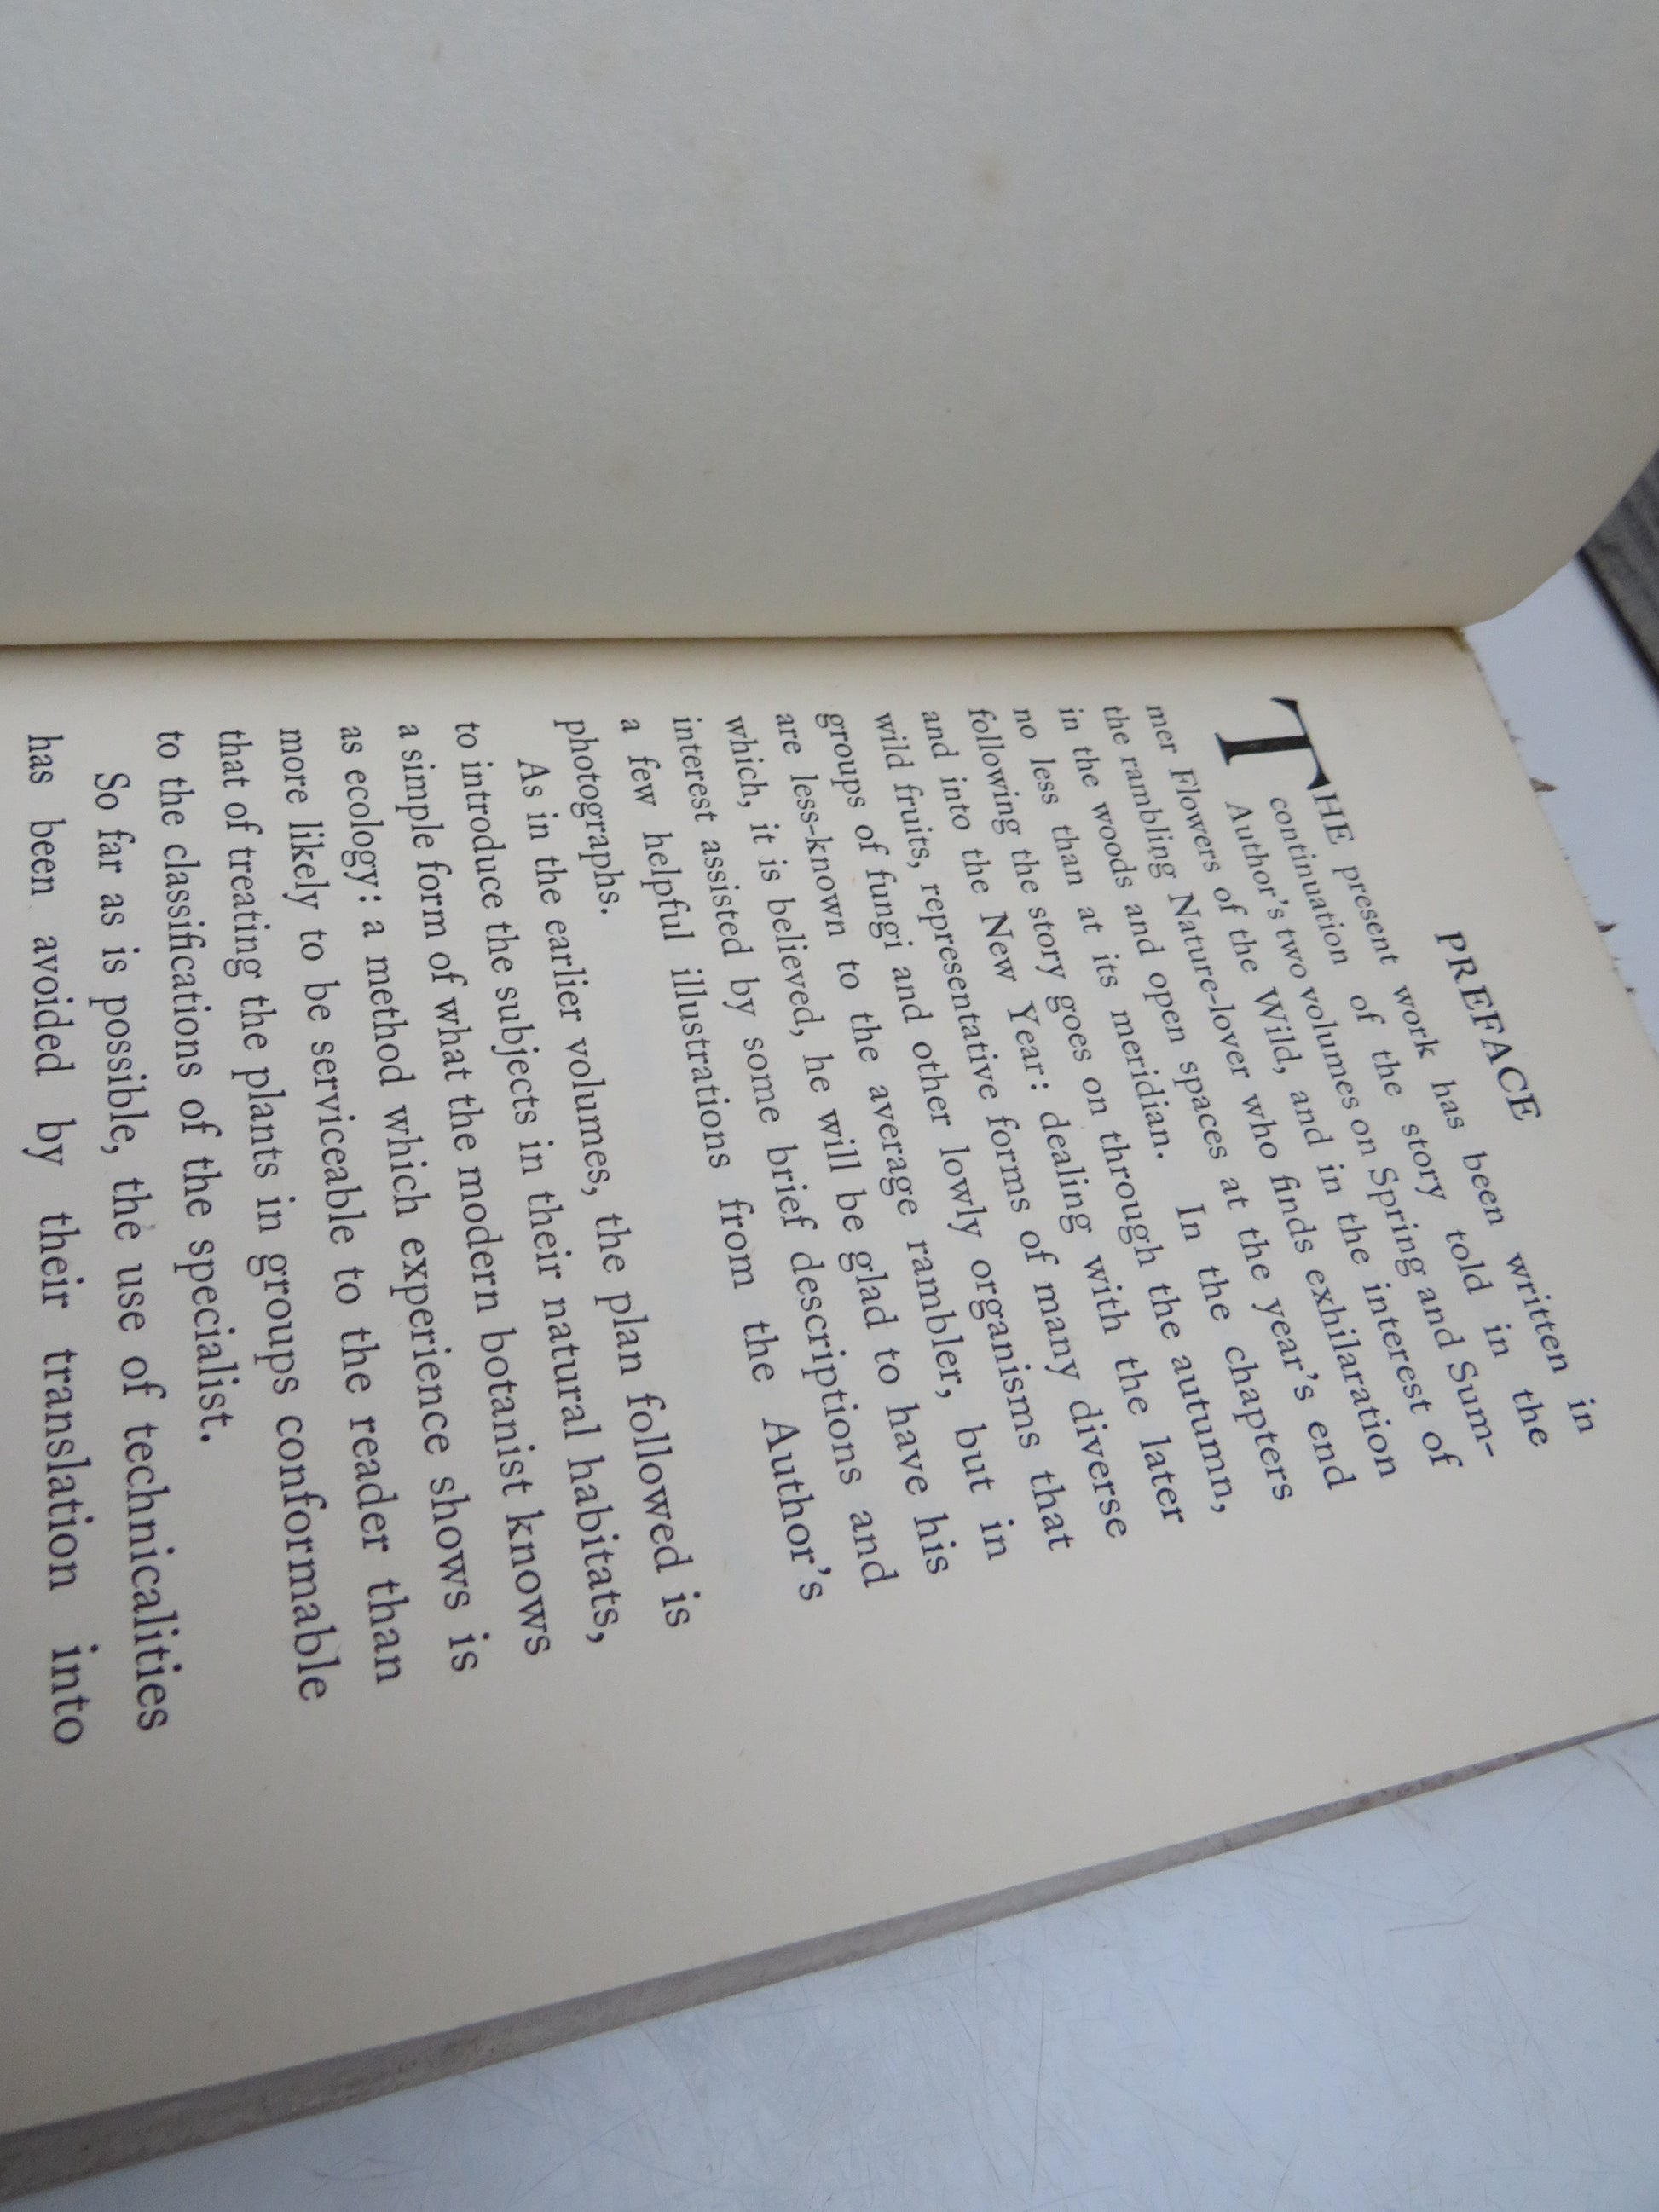 PREFACE
THE present work has been written in
continuation of the story told in the
Author's two volumes on Spring and Sum-
mer Flowers of the Wild, and in the interest of
the rambling Nature-lover who finds exhilaration
in the woods and open spaces at the year's end
no less than at its meridian. In the chapters
following the story goes on through the autumn,
and into the New Year: dealing with the later
wild fruits, representative forms of many diverse
groups of fungi and other lowly organisms that
are less-known to the average rambler, but in
which, it is believed, he will be glad to have his
interest assisted by some brief descriptions and
a few helpful illustrations from the Author's
photographs.
As in the earlier volumes, the plan followed is
to introduce the subjects in their natural habitats,
a simple form of what the modern botanist knows
as ecology: a method which experience shows is
more likely to be serviceable to the reader than
that of treating the plants in groups conformable
to the classifications of the specialist.
So far as is possible, the use of technicalities
has been avoided by their translation into